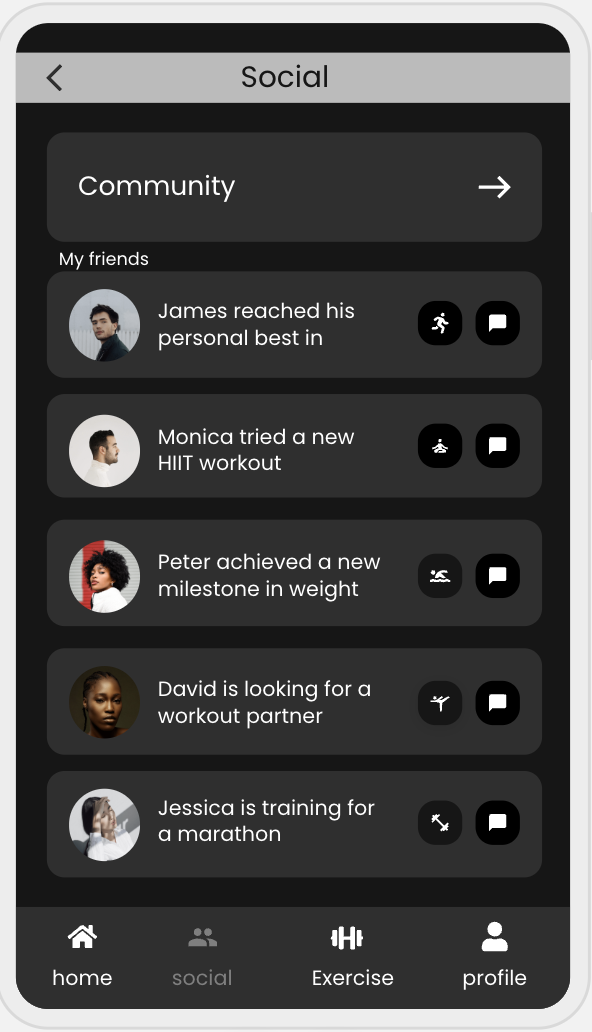 Social
Community
My friends
James reached his
personal best in
Monica tried a new
HIIT workout
Peter achieved a new
milestone in weight
David is looking for a
workout partner
Jessica is training for
a marathon
home
social
Exercise
profile